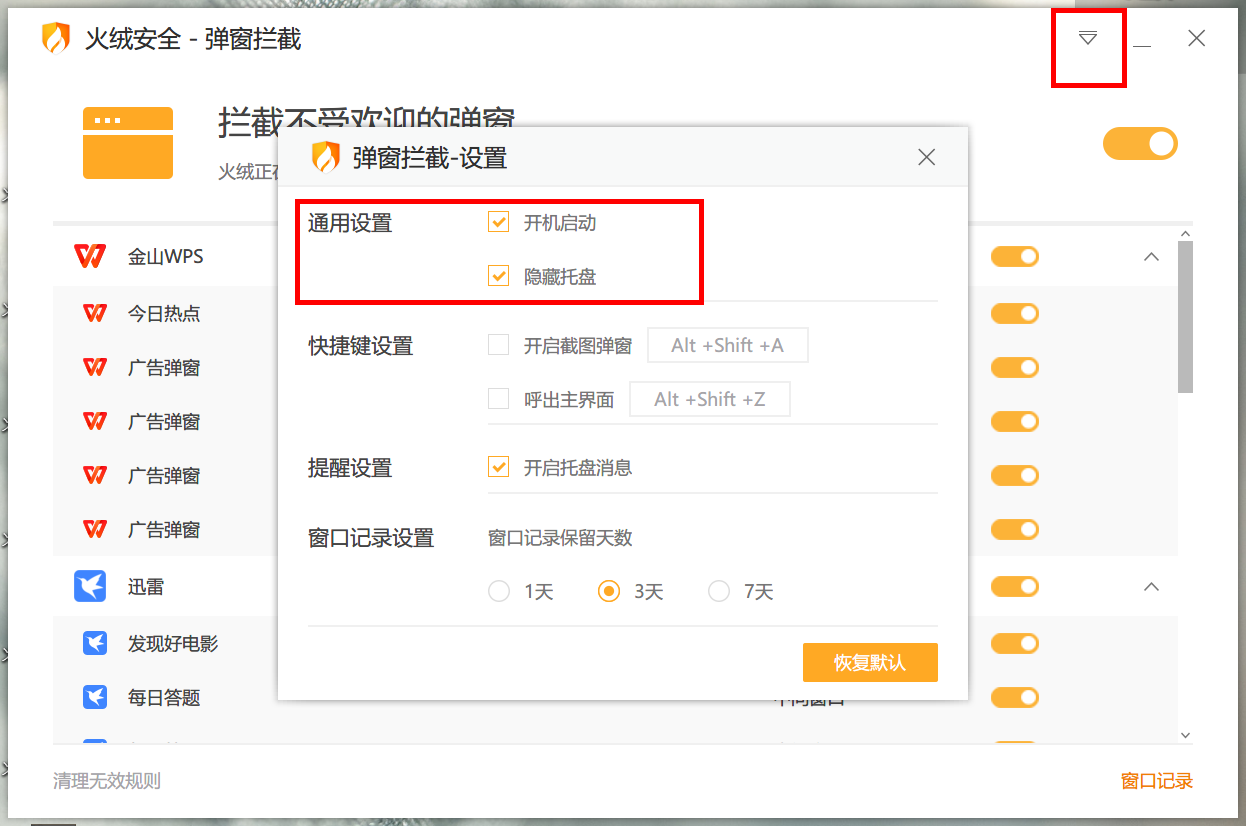 火绒安全 - 弹窗拦截
拦截不受欢迎的弹窗
火绒正在
弹窗拦截-设置
通用设置
开机启动
隐藏托盘
快捷键设置
开启截图弹窗
Alt +Shift +A
呼出主界面
Alt +Shift +Z
提醒设置
开启托盘消息
窗口记录设置
窗口记录保留天数
1天
3天
7天
恢复默认
金山WPS
今日热点
广告弹窗
广告弹窗
广告弹窗
广告弹窗
迅雷
发现好电影
每日答题
清理无效规则
窗口记录